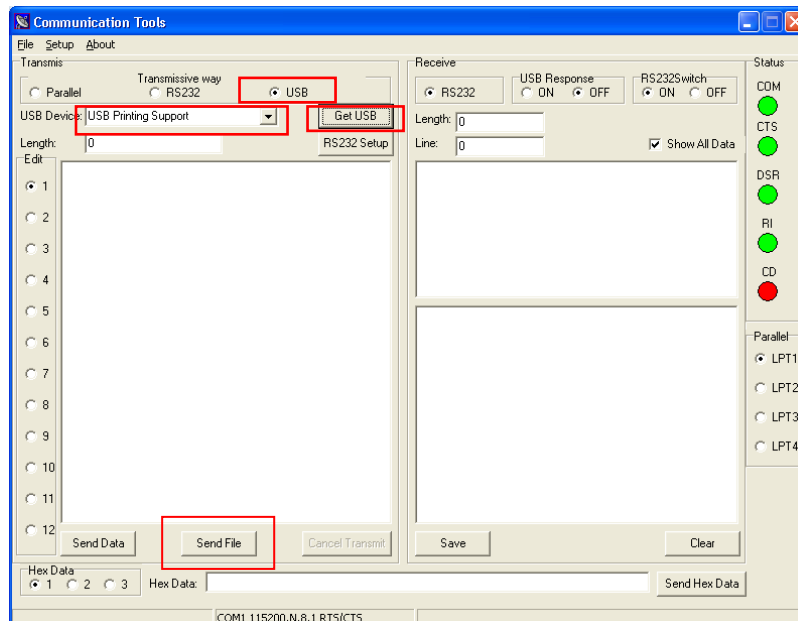 Communication Tools
File Setup About
Transmis
Transmissive way
Parallel RS232 USB
USB Device: USB Printing Support Get USB
Length: 0 RS232 Setup
Edit
1
2
3
4
5
6
7
8
9
10
11
12
Send Data Send File Cancel Transmit
Receive
USB Response RS232Switch
RS232 ON OFF ON OFF
Length: 0
Line: 0 Show All Data
Save Clear
Status
COM
CTS
DSR
RI
CD
Parallel
LPT1
LPT2
LPT3
LPT4
Hex Data
1 2 3 Hex Data: Send Hex Data
COM1 115200,N,8,1 RTS/CTS